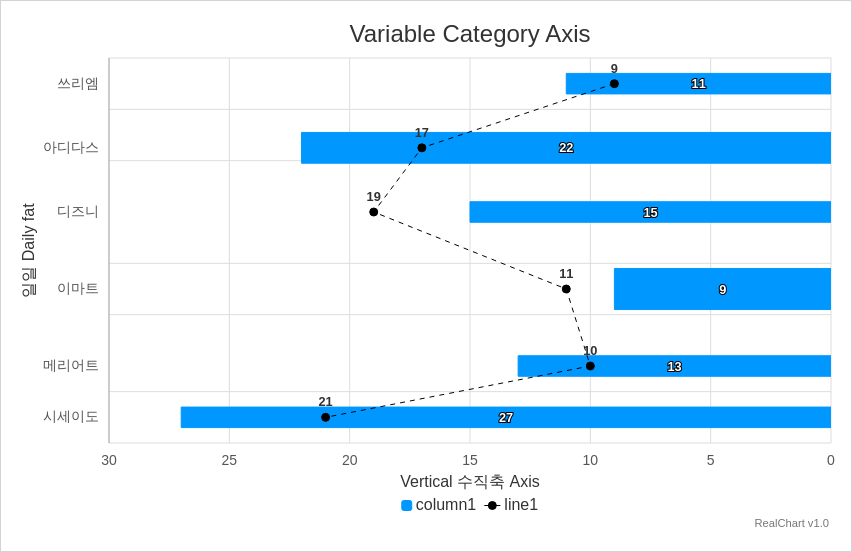 Variable Category Axis
일일 Daily fat
쓰리엠
9
11
아디다스
17
22
디즈니
19
15
이마트
11
9
메리어트
10
13
시세이도
21
27
30 25 20 15 10 5 0
Vertical 수직축 Axis
column1 line1
RealChart v1.0